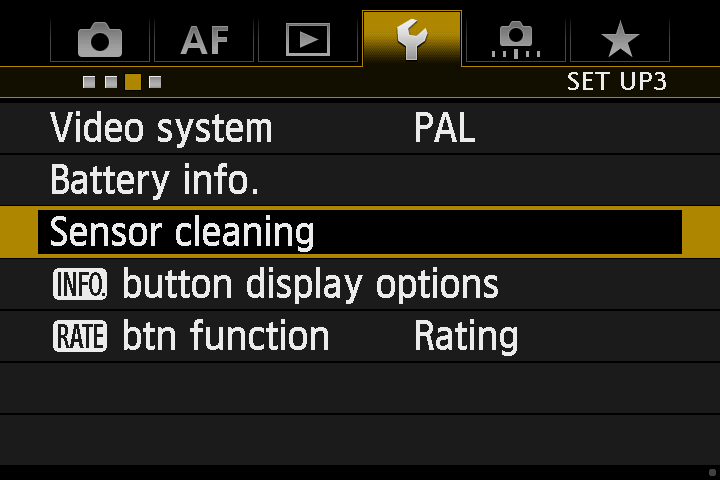 AF
SET UP3
Video system PAL
Battery info.
Sensor cleaning
INFO. button display options
RATE btn function Rating